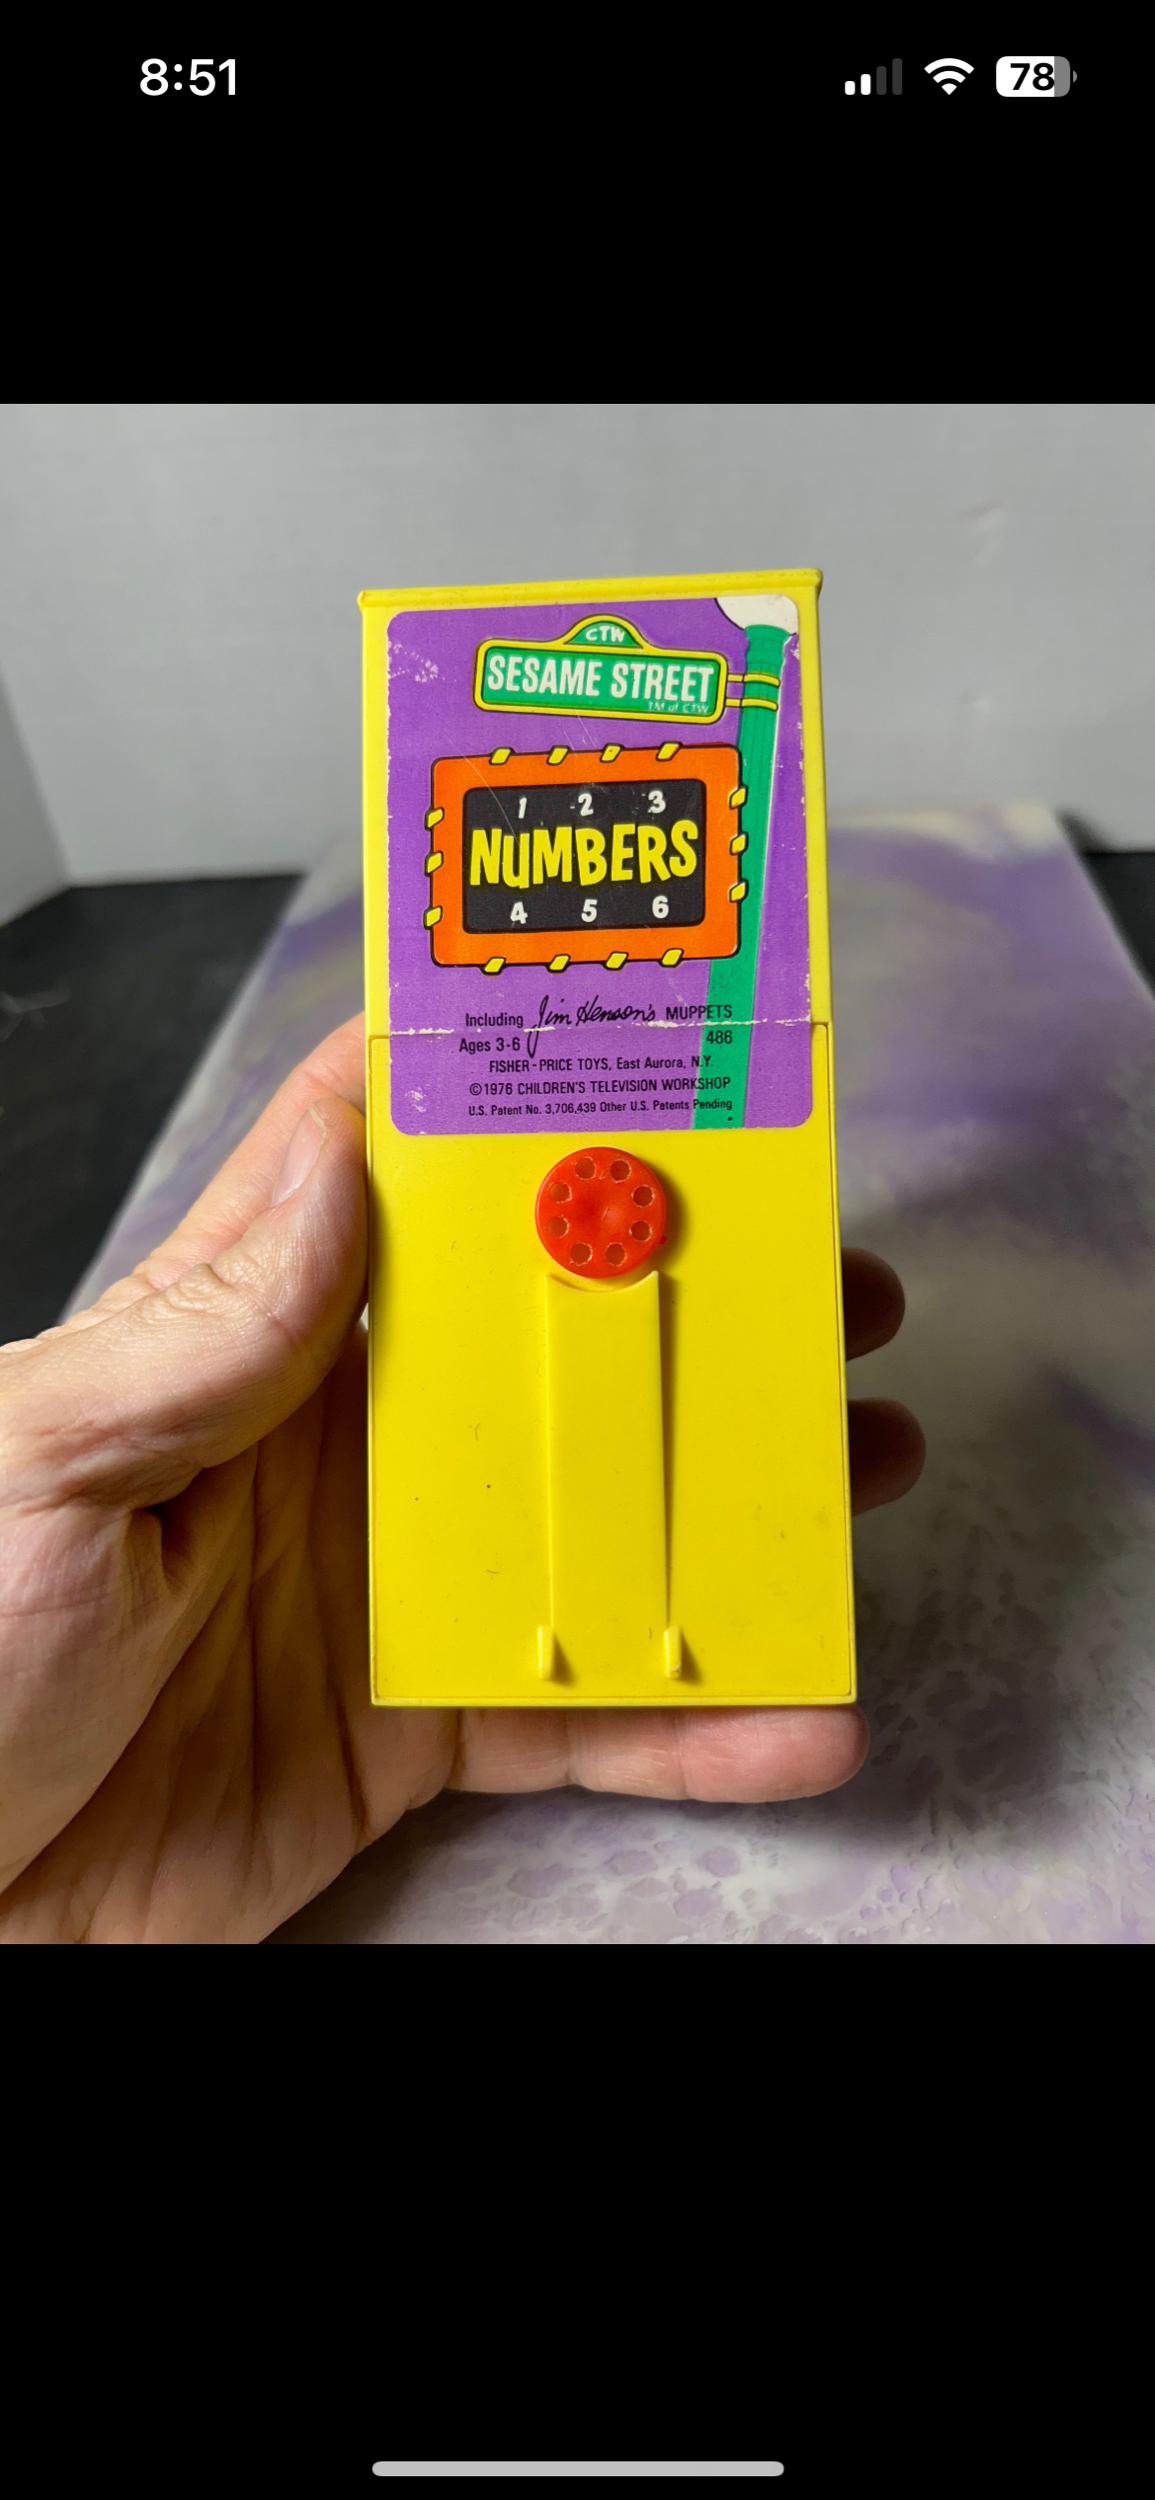 8:51
78
CTW
SESAME STREET
TM of CTW
1 2 3
NUMBERS
4 5 6
Including Jim Henson's MUPPETS
Ages 3-6 486
FISHER-PRICE TOYS, East Aurora, N.Y.
©1976 CHILDREN'S TELEVISION WORKSHOP
U.S. Patent No. 3,706,439 Other U.S. Patents Pending